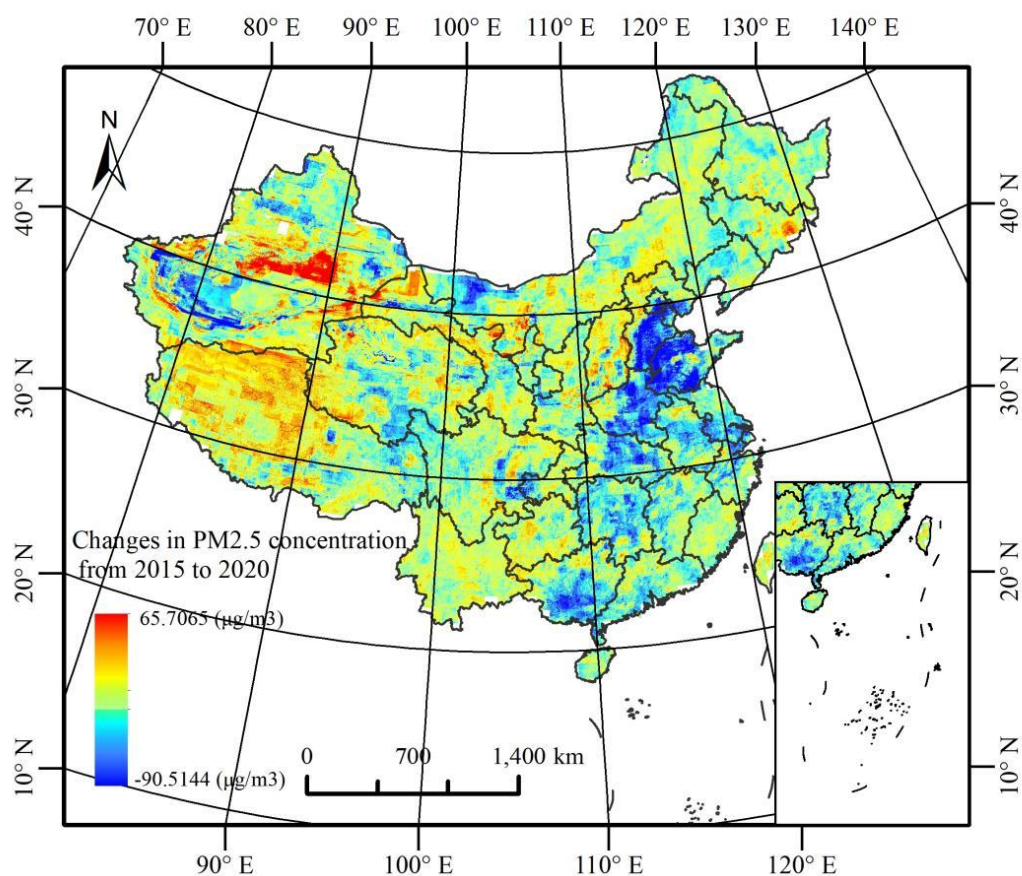 70° E 80° E 90° E 100° E 110° E 120° E 130° E 140° E
N
40° N 40° N
30° N 30° N
Changes in PM2.5 concentration
from 2015 to 2020
20° N 20° N
65.7065 (μg/m3)
0 700 1,400 km
-90.5144 (μg/m3)
10° N 10° N
90° E 100° E 110° E 120° E